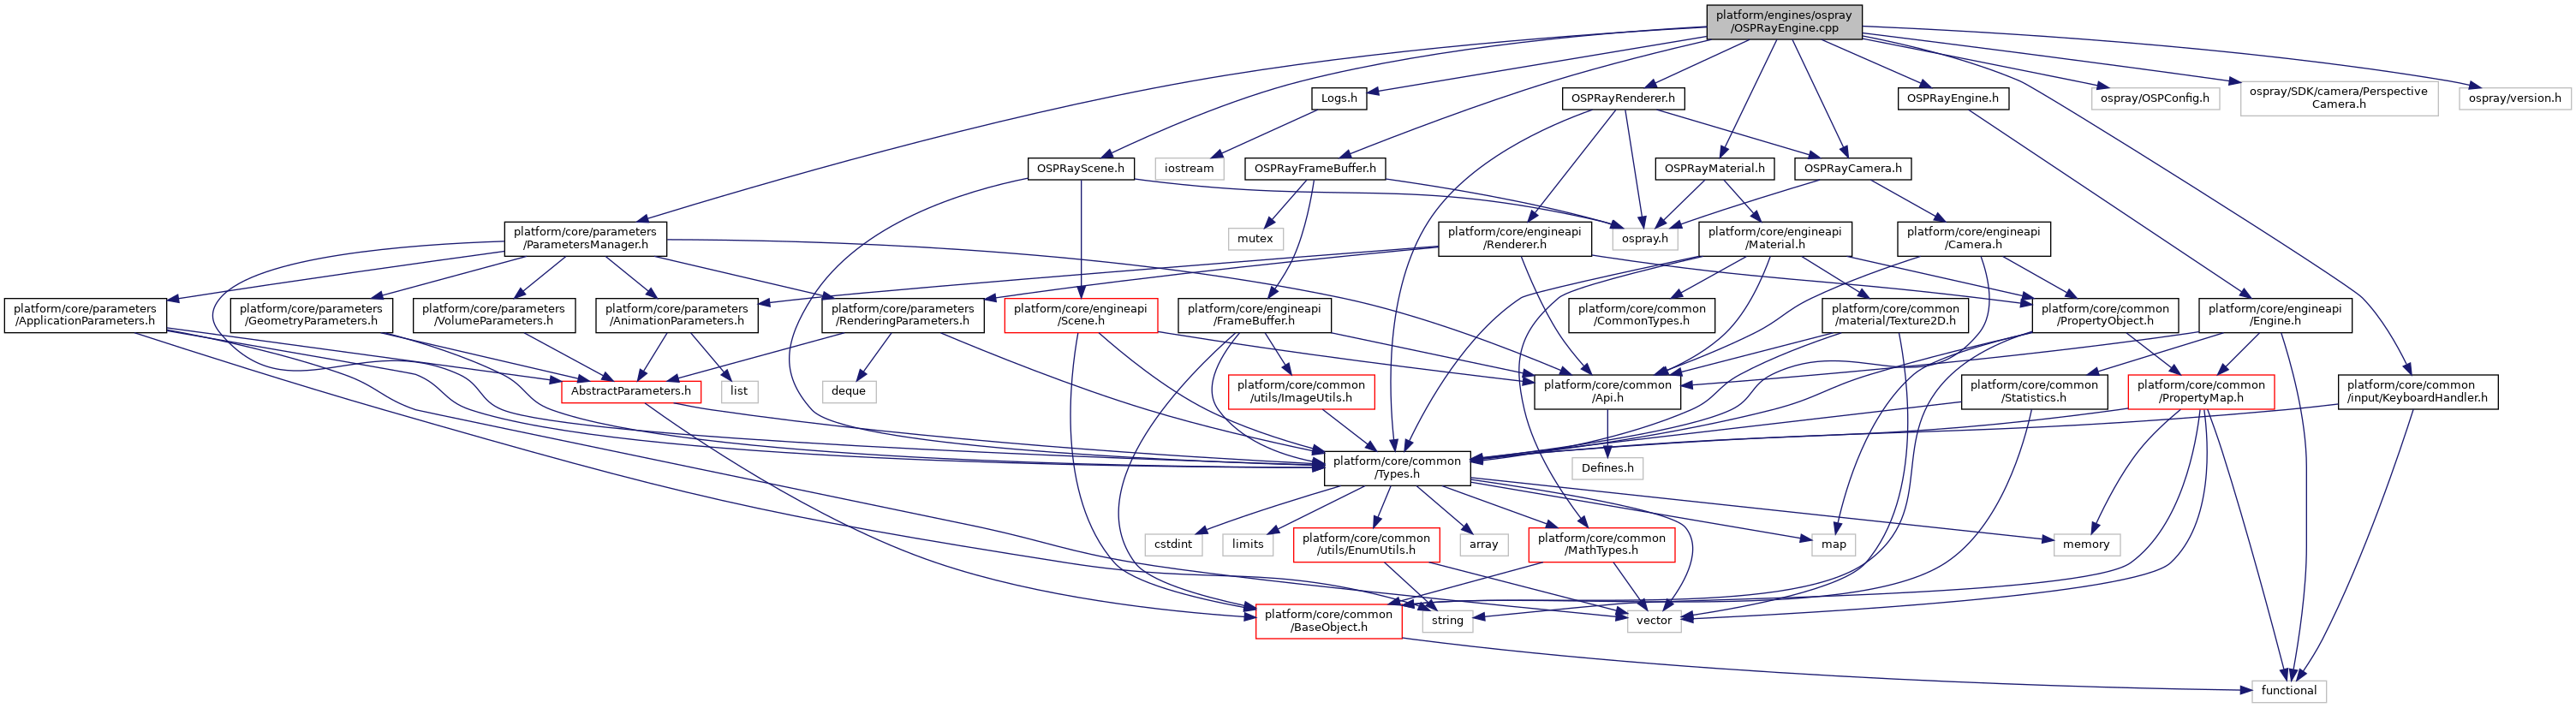 platform/engines/ospray
/OSPRayEngine.cpp
Logs.h
OSPRayRenderer.h
OSPRayEngine.h
ospray/OSPConfig.h
ospray/SDK/camera/Perspective
Camera.h
ospray/version.h
OSPRayScene.h
iostream
OSPRayFrameBuffer.h
OSPRayMaterial.h
OSPRayCamera.h
platform/core/parameters
/ParametersManager.h
mutex
platform/core/engineapi
/Renderer.h
ospray.h
platform/core/engineapi
/Material.h
platform/core/engineapi
/Camera.h
platform/core/parameters
/ApplicationParameters.h
platform/core/parameters
/GeometryParameters.h
platform/core/parameters
/VolumeParameters.h
platform/core/parameters
/AnimationParameters.h
platform/core/parameters
/RenderingParameters.h
platform/core/engineapi
/Scene.h
platform/core/engineapi
/FrameBuffer.h
platform/core/common
/CommonTypes.h
platform/core/common
/material/Texture2D.h
platform/core/common
/PropertyObject.h
platform/core/engineapi
/Engine.h
AbstractParameters.h
list
deque
platform/core/common
/utils/ImageUtils.h
platform/core/common
/Api.h
platform/core/common
/Statistics.h
platform/core/common
/PropertyMap.h
platform/core/common
/input/KeyboardHandler.h
platform/core/common
/Types.h
Defines.h
cstdint
limits
platform/core/common
/utils/EnumUtils.h
array
platform/core/common
/MathTypes.h
map
memory
platform/core/common
/BaseObject.h
string
vector
functional